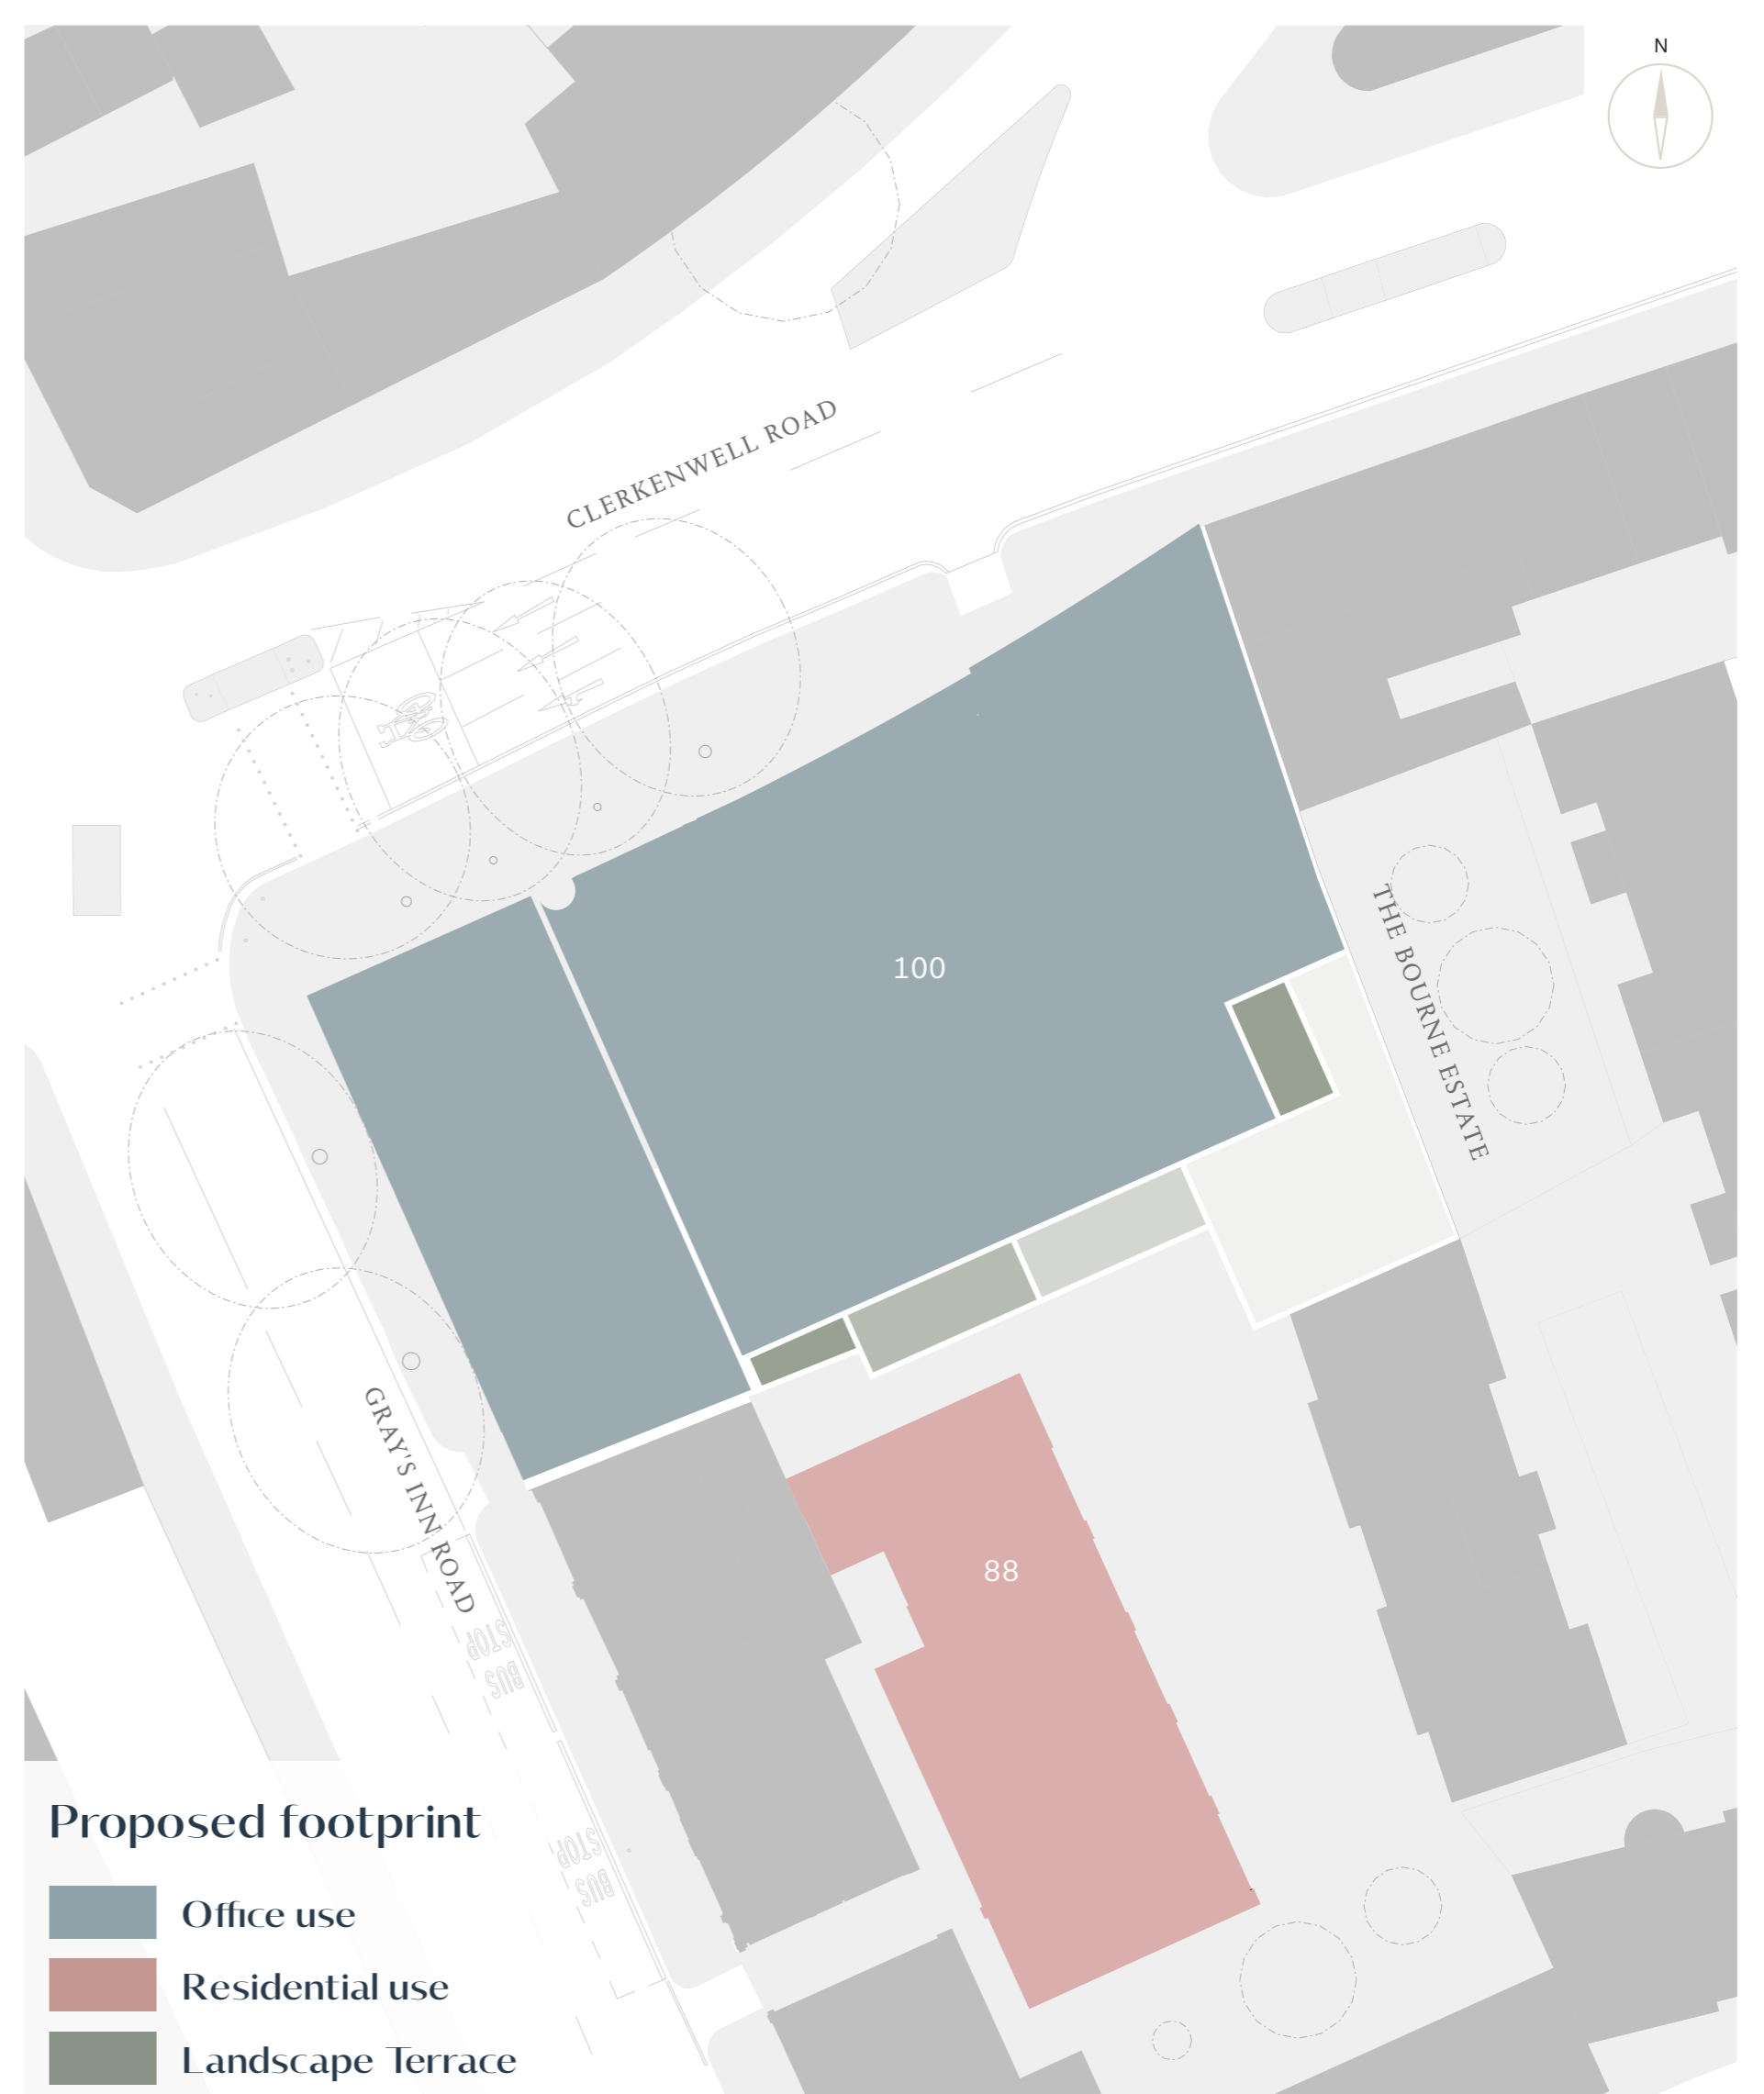 N
CLERKENWELL ROAD
100
THE BOURNE ESTATE
GRAY'S INN ROAD
88
STOP
BUS
STOP
BUS
Proposed footprint
Office use
Residential use
Landscape Terrace